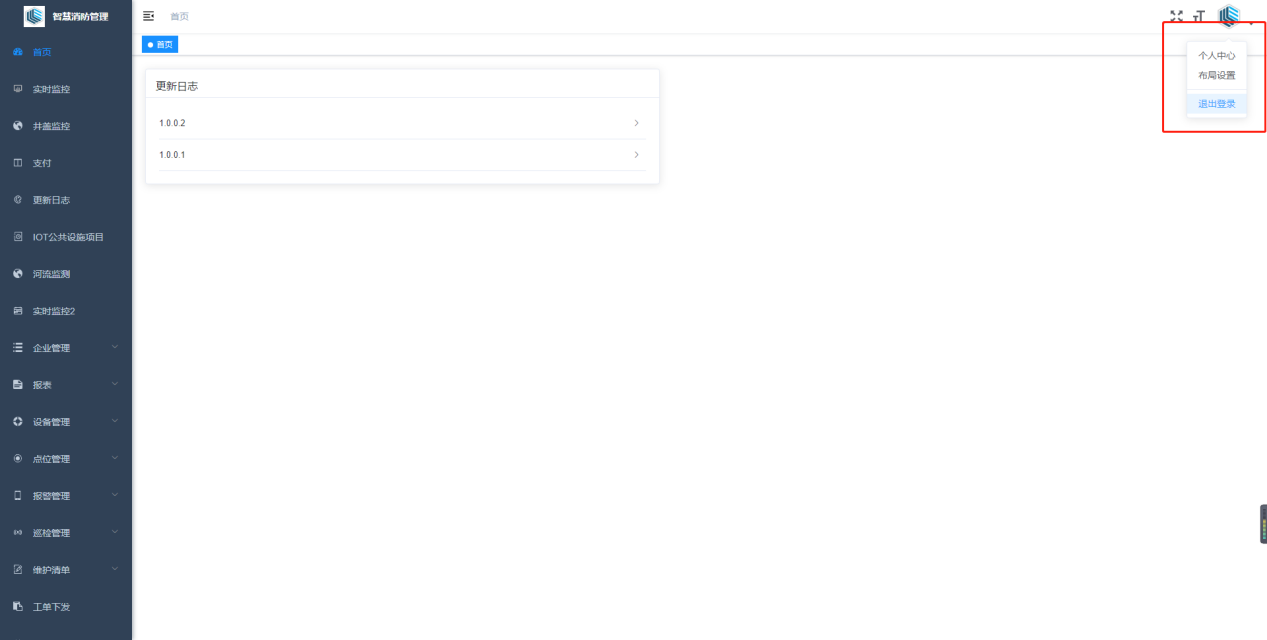 智慧消防管理
首页
首页
个人中心
布局设置
退出登录
更新日志
1.0.0.2
1.0.0.1
首页
实时监控
井盖监控
支付
更新日志
IOT公共设施项目
河流监测
实时监控2
企业管理
报表
设备管理
点位管理
报警管理
巡检管理
维护清单
工单下发